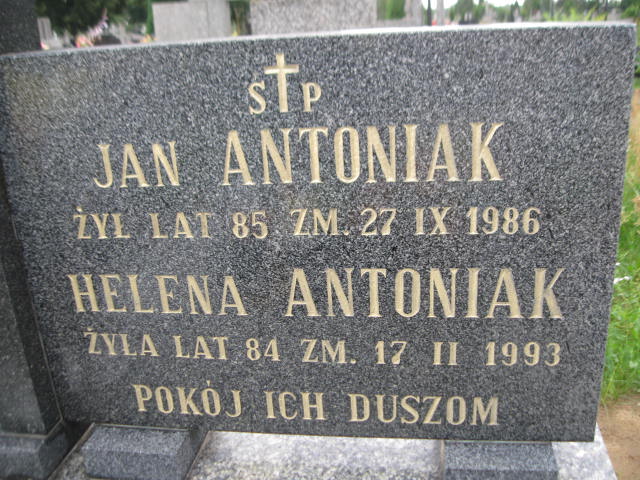 S P
JAN ANTONIAK
ŻYŁ LAT 85 ZM. 27 IX 1986
HELENA ANTONIAK
ŻYŁA LAT 84 ZM. 17 II 1993
POKÓJ ICH DUSZOM